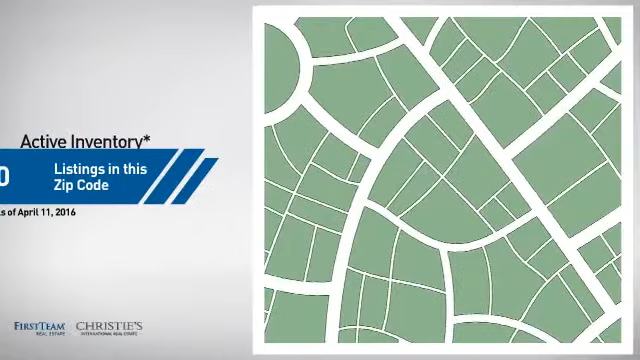 Active Inventory*
0 Listings in this
Zip Code
s of April 11, 2016
FIRSTTEAM CHRISTIE'S
REAL ESTATE INTERNATIONAL REAL ESTATE